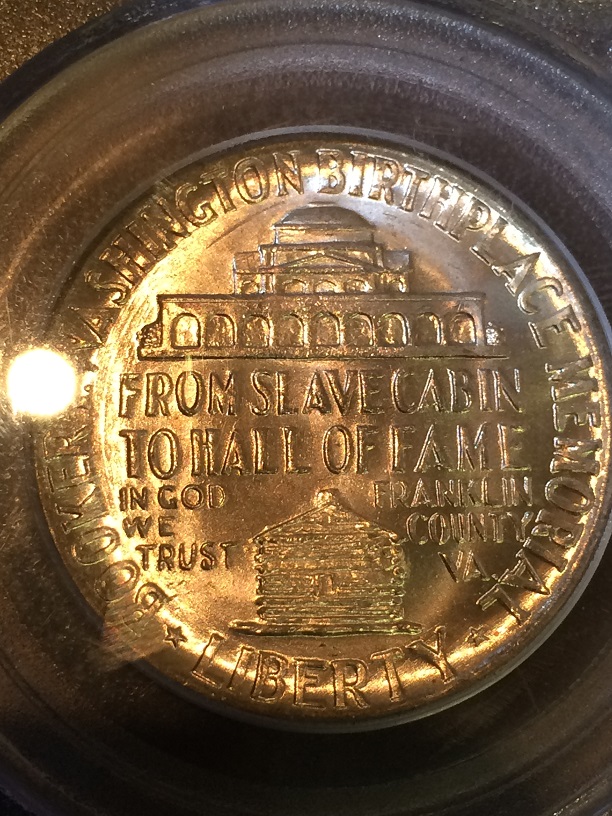 BOOKER T. WASHINGTON BIRTHPLACE MEMORIAL
FROM SLAVE CABIN
TO HALL OF FAME
IN GOD
WE
TRUST
FRANKLIN
COUNTY
VA.
LIBERTY